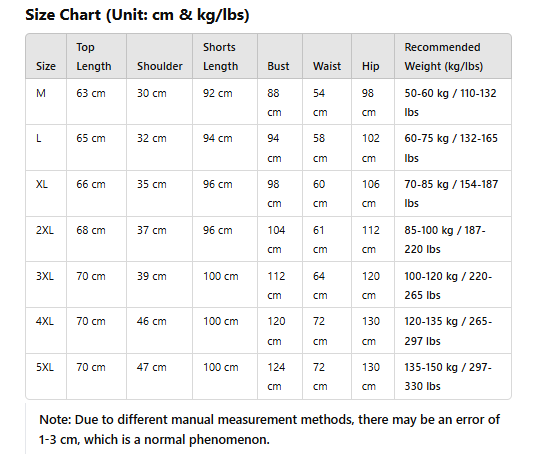 Size Chart (Unit: cm & kg/lbs)
Size Top Length Shoulder Shorts Length Bust Waist Hip Recommended Weight (kg/lbs)
M 63 cm 30 cm 92 cm 88 cm 54 cm 98 cm 50-60 kg / 110-132 lbs
L 65 cm 32 cm 94 cm 94 cm 58 cm 102 cm 60-75 kg / 132-165 lbs
XL 66 cm 35 cm 96 cm 98 cm 60 cm 106 cm 70-85 kg / 154-187 lbs
2XL 68 cm 37 cm 96 cm 104 cm 61 cm 112 cm 85-100 kg / 187-220 lbs
3XL 70 cm 39 cm 100 cm 112 cm 64 cm 120 cm 100-120 kg / 220-265 lbs
4XL 70 cm 46 cm 100 cm 120 cm 72 cm 130 cm 120-135 kg / 265-297 lbs
5XL 70 cm 47 cm 100 cm 124 cm 72 cm 130 cm 135-150 kg / 297-330 lbs
Note: Due to different manual measurement methods, there may be an error of
1-3 cm, which is a normal phenomenon.